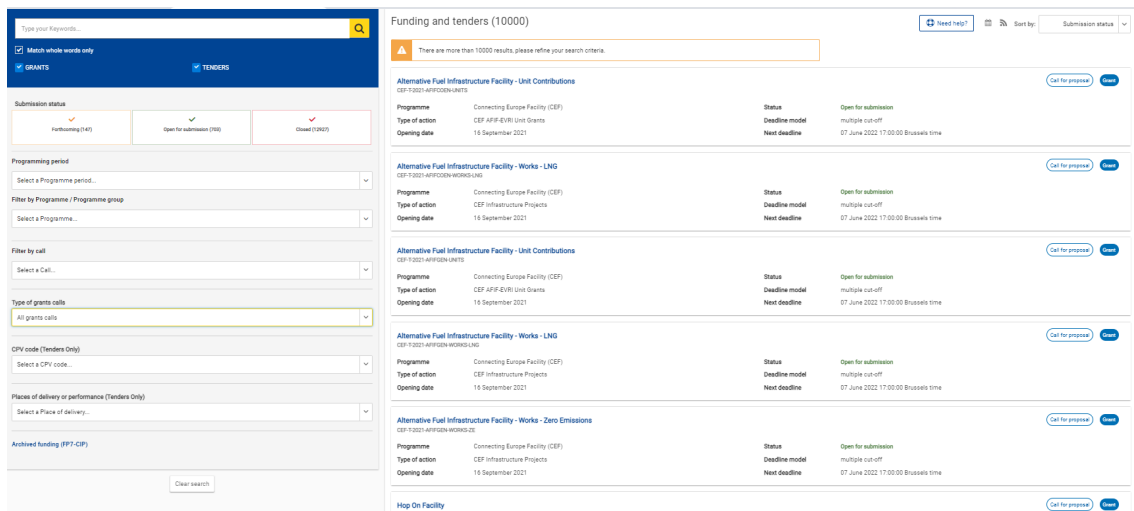 Type your Keywords...
Match whole words only
GRANTS
TENDERS
Submission status
Forthcoming (147)
Open for submission (703)
Closed (12927)
Programming period
Select a Programme period...
Filter by Programme / Programme group
Select a Programme...
Filter by call
Select a Call...
Type of grants calls
All grants calls
CPV code (Tenders Only)
Select a CPV code...
Places of delivery or performance (Tenders Only)
Select a Place of delivery...
Archived funding (FP7-CIP)
Clear search
Funding and tenders (10000)
Need help?
Sort by:
Submission status
There are more than 10000 results, please refine your search criteria.
Alternative Fuel Infrastructure Facility - Unit Contributions
Call for proposal Grant
CEF-T-2021-AFIFCOEN-UNITS
Programme Connecting Europe Facility (CEF) Status Open for submission
Type of action CEF AFIF-EVRI Unit Grants Deadline model multiple cut-off
Opening date 16 September 2021 Next deadline 07 June 2022 17:00:00 Brussels time
Alternative Fuel Infrastructure Facility - Works - LNG
Call for proposal Grant
CEF-T-2021-AFIFCOEN-WORKS-LNG
Programme Connecting Europe Facility (CEF) Status Open for submission
Type of action CEF Infrastructure Projects Deadline model multiple cut-off
Opening date 16 September 2021 Next deadline 07 June 2022 17:00:00 Brussels time
Alternative Fuel Infrastructure Facility - Unit Contributions
Call for proposal Grant
CEF-T-2021-AFIFGEN-UNITS
Programme Connecting Europe Facility (CEF) Status Open for submission
Type of action CEF AFIF-EVRI Unit Grants Deadline model multiple cut-off
Opening date 16 September 2021 Next deadline 07 June 2022 17:00:00 Brussels time
Alternative Fuel Infrastructure Facility - Works - LNG
Call for proposal Grant
CEF-T-2021-AFIFGEN-WORKS-LNG
Programme Connecting Europe Facility (CEF) Status Open for submission
Type of action CEF Infrastructure Projects Deadline model multiple cut-off
Opening date 16 September 2021 Next deadline 07 June 2022 17:00:00 Brussels time
Alternative Fuel Infrastructure Facility - Works - Zero Emissions
Call for proposal Grant
CEF-T-2021-AFIFGEN-WORKS-ZE
Programme Connecting Europe Facility (CEF) Status Open for submission
Type of action CEF Infrastructure Projects Deadline model multiple cut-off
Opening date 16 September 2021 Next deadline 07 June 2022 17:00:00 Brussels time
Hop On Facility
Call for proposal Grant